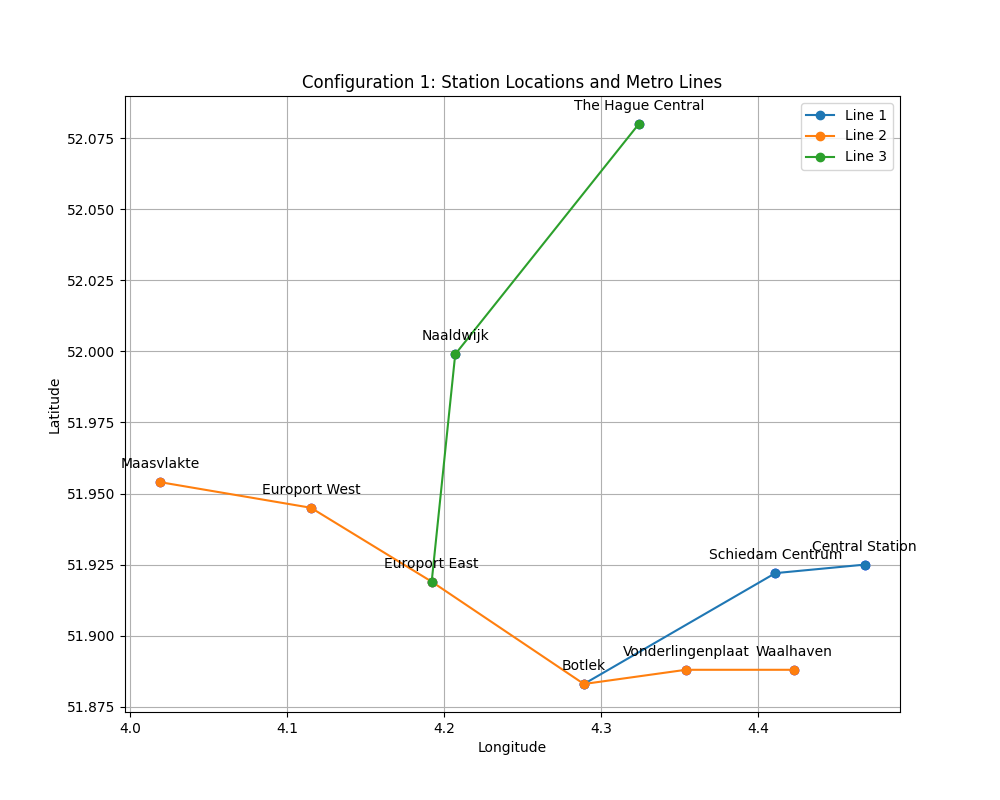 Configuration 1: Station Locations and Metro Lines
The Hague Central
Line 1
Line 2
Line 3
52.075
52.050
52.025
52.000
51.975
51.950
51.925
51.900
51.875
Latitude
Naaldwijk
Maasvlakte
Europort West
Europort East
Central Station
Schiedam Centrum
Botlek
Vonderlingenplaat
Waalhaven
4.0 4.1 4.2 4.3 4.4
Longitude